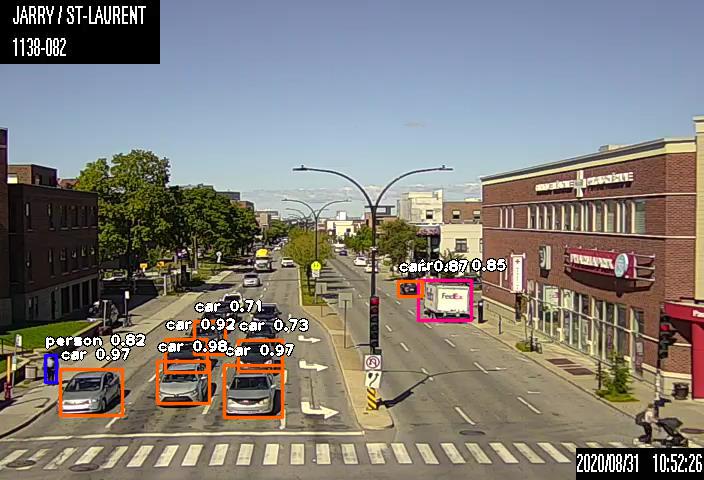 JARRY / ST-LAURENT
1138-082
car 0.87
0.85
car 0.71
car 0.92
car 0.73
person 0.82
car 0.98
car 0.97
car 0.97
FedEx
2020/08/31 10:52:26